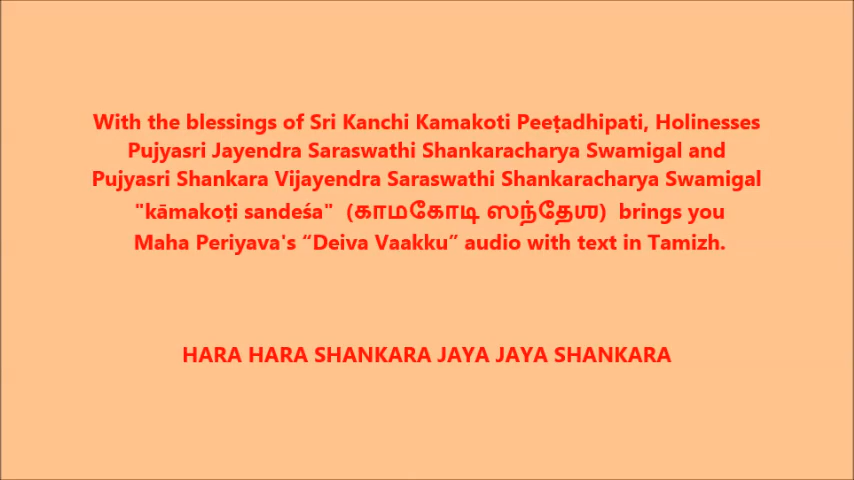 With the blessings of Sri Kanchi Kamakoti Peeṭadhipati, Holinesses
Pujyasri Jayendra Saraswathi Shankaracharya Swamigal and
Pujyasri Shankara Vijayendra Saraswathi Shankaracharya Swamigal
"kāmakoṭi sandeśa" (காமகோடி ஸந்தேஶ) brings you
Maha Periyava's “Deiva Vaakku” audio with text in Tamizh.
HARA HARA SHANKARA JAYA JAYA SHANKARA